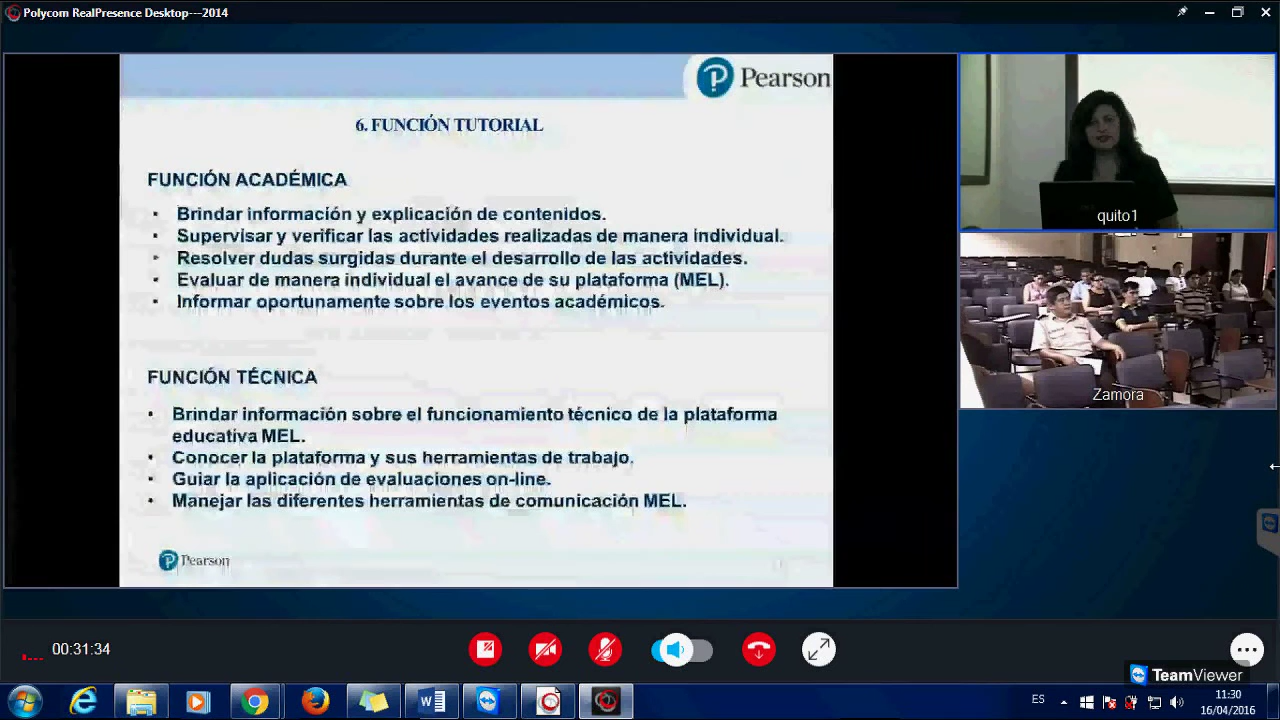 Polycom RealPresence Desktop---2014
Pearson
6. FUNCIÓN TUTORIAL
FUNCIÓN ACADÉMICA
Brindar información y explicación de contenidos.
Supervisar y verificar las actividades realizadas de manera individual.
Resolver dudas surgidas durante el desarrollo de las actividades.
Evaluar de manera individual el avance de su plataforma (MEL).
Informar oportunamente sobre los eventos académicos.
FUNCIÓN TÉCNICA
Brindar información sobre el funcionamiento técnico de la plataforma
educativa MEL.
Conocer la plataforma y sus herramientas de trabajo.
Guiar la aplicación de evaluaciones on-line.
Manejar las diferentes herramientas de comunicación MEL.
Pearson
quito1
Zamora
00:31:34
TeamViewer
ES
11:30
16/04/2016